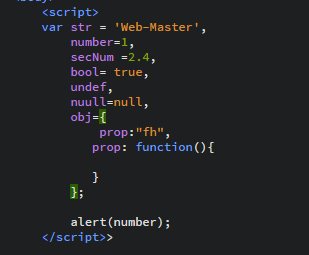 <script>
var str = 'Web-Master',
number=1,
secNum =2.4,
bool= true,
undef,
nuull=null,
obj={
prop:"fh",
prop: function(){
}
};
alert(number);
</script>>